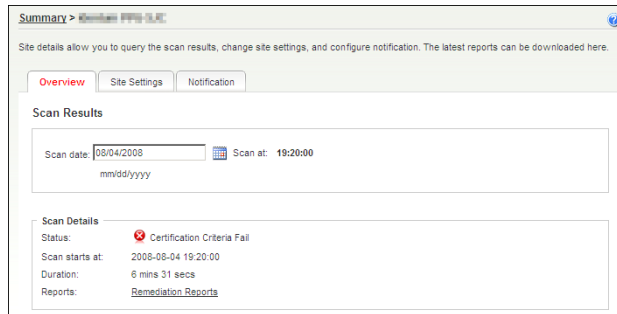 Summary >
Site details allow you to query the scan results, change site settings, and configure notification. The latest reports can be downloaded here.
Overview Site Settings Notification
Scan Results
Scan date: 08/04/2008 Scan at: 19:20:00
mm/dd/yyyy
Scan Details
Status: Certification Criteria Fail
Scan starts at: 2008-08-04 19:20:00
Duration: 6 mins 31 secs
Reports: Remediation Reports